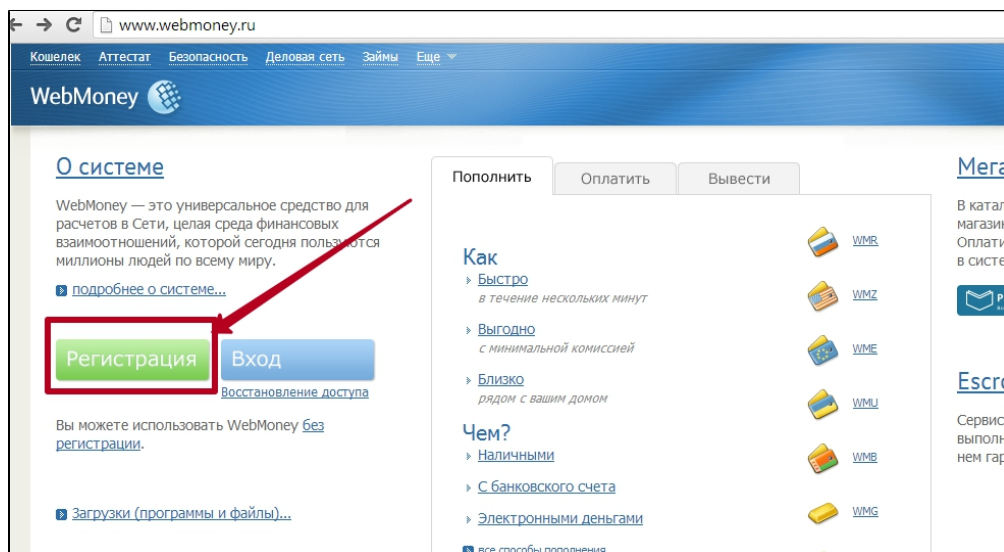 www.webmoney.ru
Кошелек Аттестат Безопасность Деловая сеть Займы Еще
WebMoney
О системе
WebMoney — это универсальное средство для
расчетов в Сети, целая среда финансовых
взаимоотношений, которой сегодня пользуются
миллионы людей по всему миру.
подробнее о системе...
Регистрация
Вход
Восстановление доступа
Вы можете использовать WebMoney без
регистрации.
Загрузки (программы и файлы)...
Пополнить Оплатить Вывести
Как
Быстро
в течение нескольких минут
Выгодно
с минимальной комиссией
Близко
рядом с вашим домом
Чем?
Наличными
С банковского счета
Электронными деньгами
все способы пополнения
WMR
WMZ
WME
WMU
WMB
WMG
Мега
В катал
магазин
Оплати
в систе
Escro
Сервис
выполн
нем гар